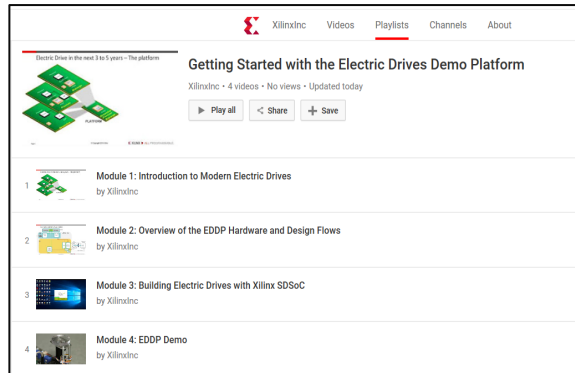 XilinxInc Videos Playlists Channels About
Electric Drive in the next 3 to 5 years – The platform
PLATFORM
Getting Started with the Electric Drives Demo Platform
XilinxInc • 4 videos • No views • Updated today
Play all Share Save
XILINX ALL PROGRAMMABLE
1 Module 1: Introduction to Modern Electric Drives
by XilinxInc
2 Module 2: Overview of the EDDP Hardware and Design Flows
by XilinxInc
3 Module 3: Building Electric Drives with Xilinx SDSoC
by XilinxInc
4 Module 4: EDDP Demo
by XilinxInc